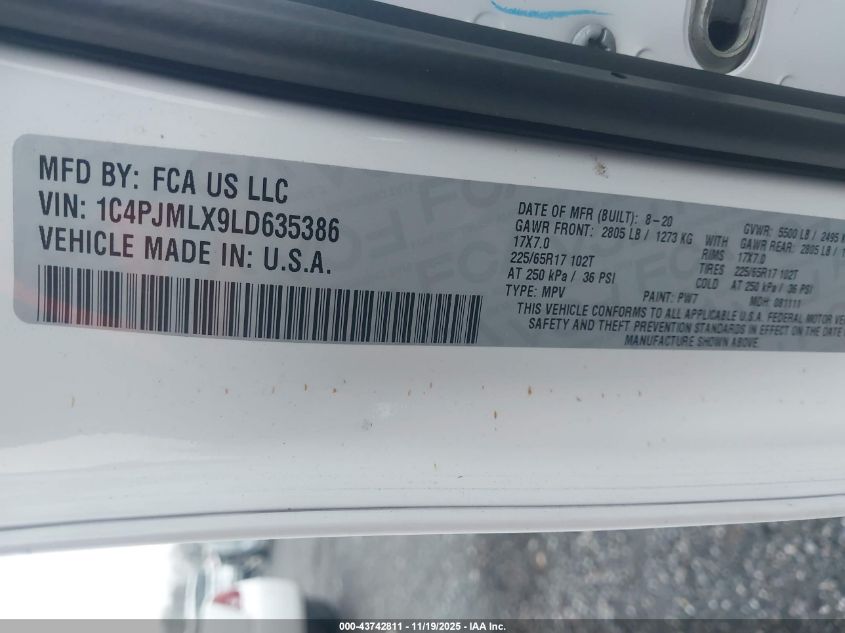 MFD BY: FCA US LLC
VIN: 1C4PJMLX9LD635386
VEHICLE MADE IN: U.S.A.
DATE OF MFR (BUILT): 8-20 GVWR: 5500 LB / 2495
GAWR FRONT: 2805 LB / 1273 KG WITH GAWR REAR: 2805 LB /
17X7.0 RIMS 17X7.0
225/65R17 102T TIRES 225/65R17 102T
AT 250 kPa / 36 PSI COLD AT 250 kPa / 36 PSI
TYPE: MPV PAINT: PW7 MDH: 081111
THIS VEHICLE CONFORMS TO ALL APPLICABLE U.S.A. FEDERAL MOTOR
SAFETY AND THEFT PREVENTION STANDARDS IN EFFECT ON THE DATE
MANUFACTURE SHOWN ABOVE
000-43742811 - 11/19/2025 - IAA Inc.